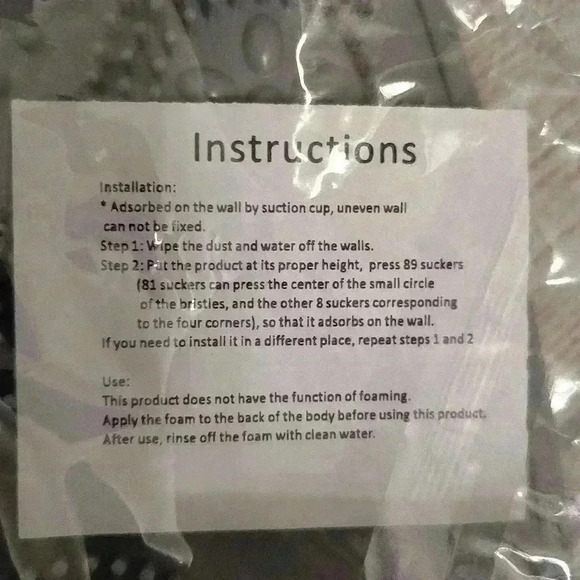 Instructions
Installation:
* Adsorbed on the wall by suction cup, uneven wall
can not be fixed.
Step 1: Wipe the dust and water off the walls.
Step 2: Put the product at its proper height, press 89 suckers
(81 suckers can press the center of the small circle
of the bristies, and the other 8 suckers corresponding
to the four corners), so that it adsorbs on the wall.
If you need to install it in a different place, repeat steps 1 and 2
Use:
This product does not have the function of foaming.
Apply the foam to the back of the body before using this product.
After use, rinse off the foam with clean water.